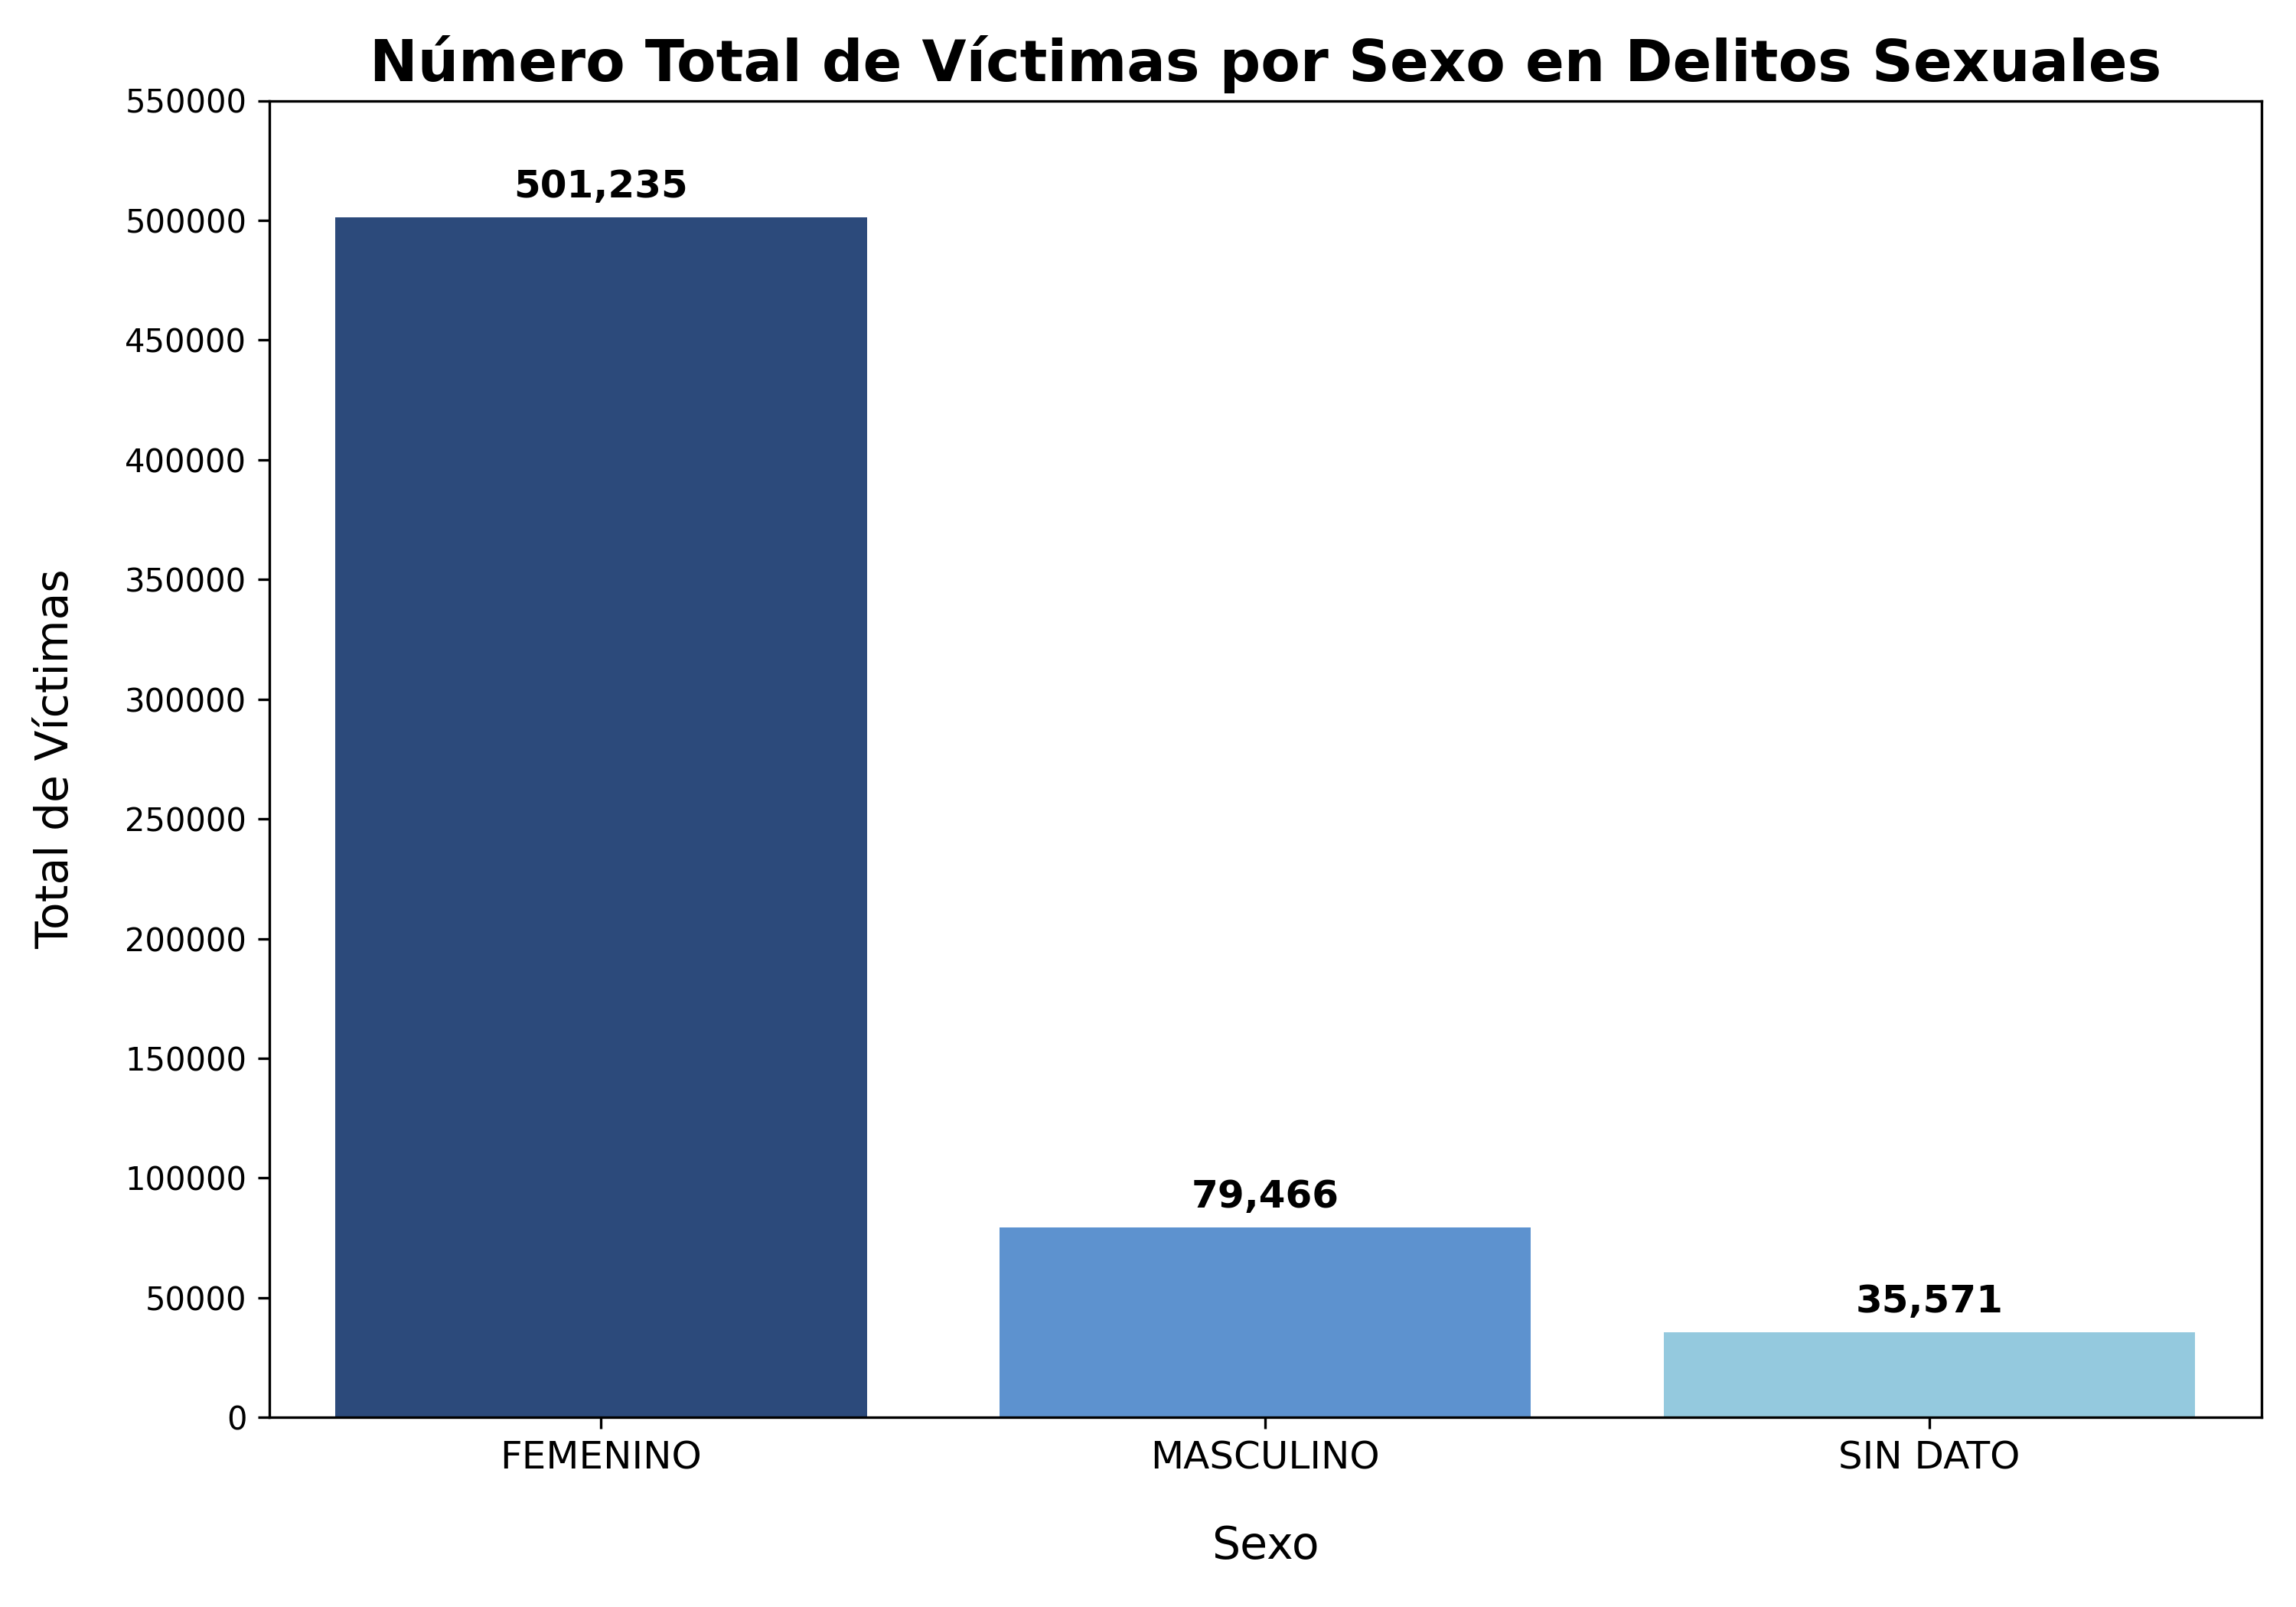 Número Total de Víctimas por Sexo en Delitos Sexuales
550000
500000
450000
400000
350000
300000
250000
200000
150000
100000
50000
0
Total de Víctimas
501,235
79,466
35,571
FEMENINO
MASCULINO
SIN DATO
Sexo